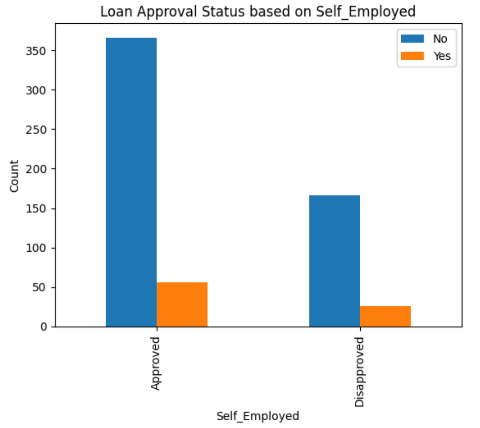 Loan Approval Status based on Self_Employed
No
Yes
350
300
250
200
150
100
50
0
Count
Approved
Disapproved
Self_Employed